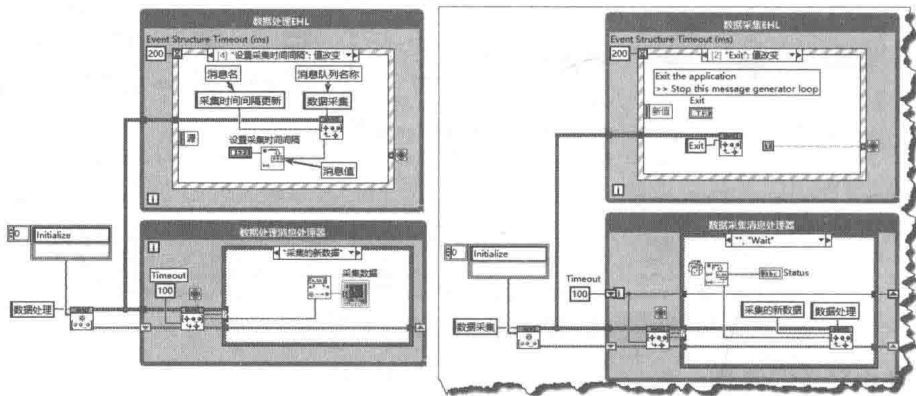 数据处理EHL
Event Structure Timeout (ms)
200
[4] "设置采集时间间隔": 值改变
消息名
消息队列名称
采集时间间隔更新
数据采集
源
设置采集时间间隔
消息值
i
数据处理消息处理器
i
"采集的新数据"
0
Initialize
Timeout
100
采集数据
数据处理
数据采集EHL
Event Structure Timeout (ms)
200
[2] "Exit": 值改变
Exit the application
>> Stop this message generator loop
新值
Exit
Exit
i
数据采集消息处理器
"", "Wait"
0
Initialize
Timeout
100
i
Status
采集的新数据
数据处理
数据采集